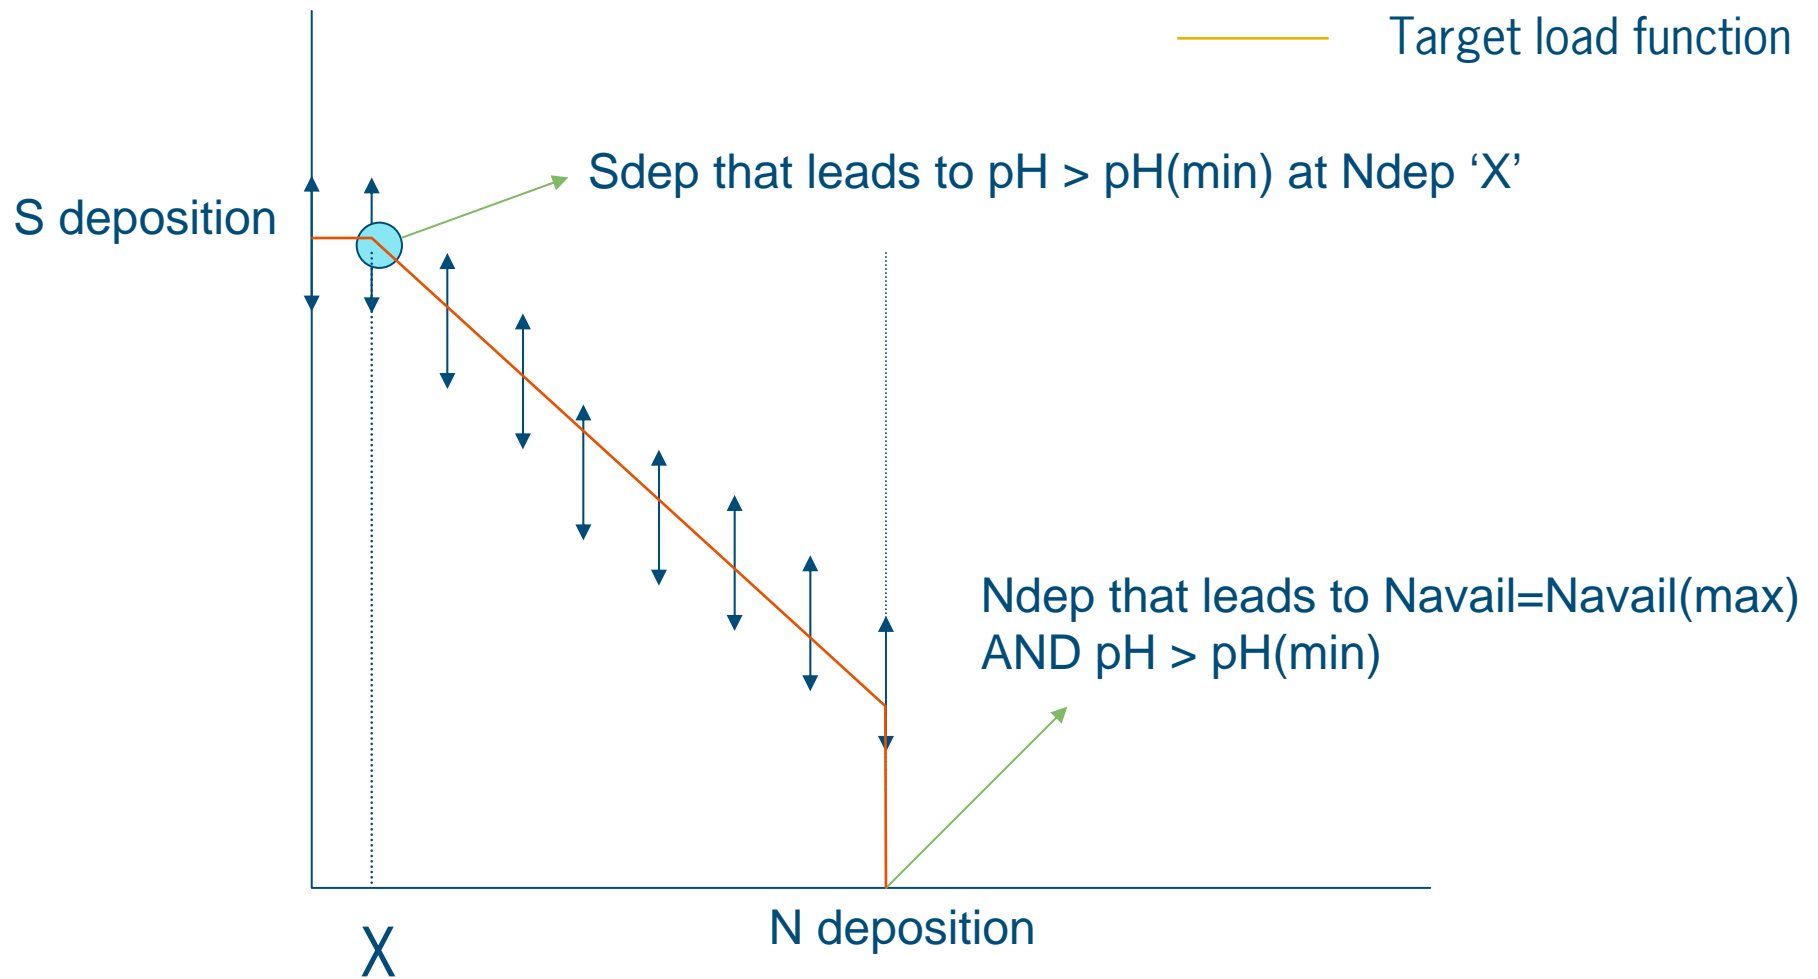 Target load function
Sdep that leads to pH > pH(min) at Ndep ‘X’
S deposition
Ndep that leads to Navail=Navail(max)
AND pH > pH(min)
N deposition
X